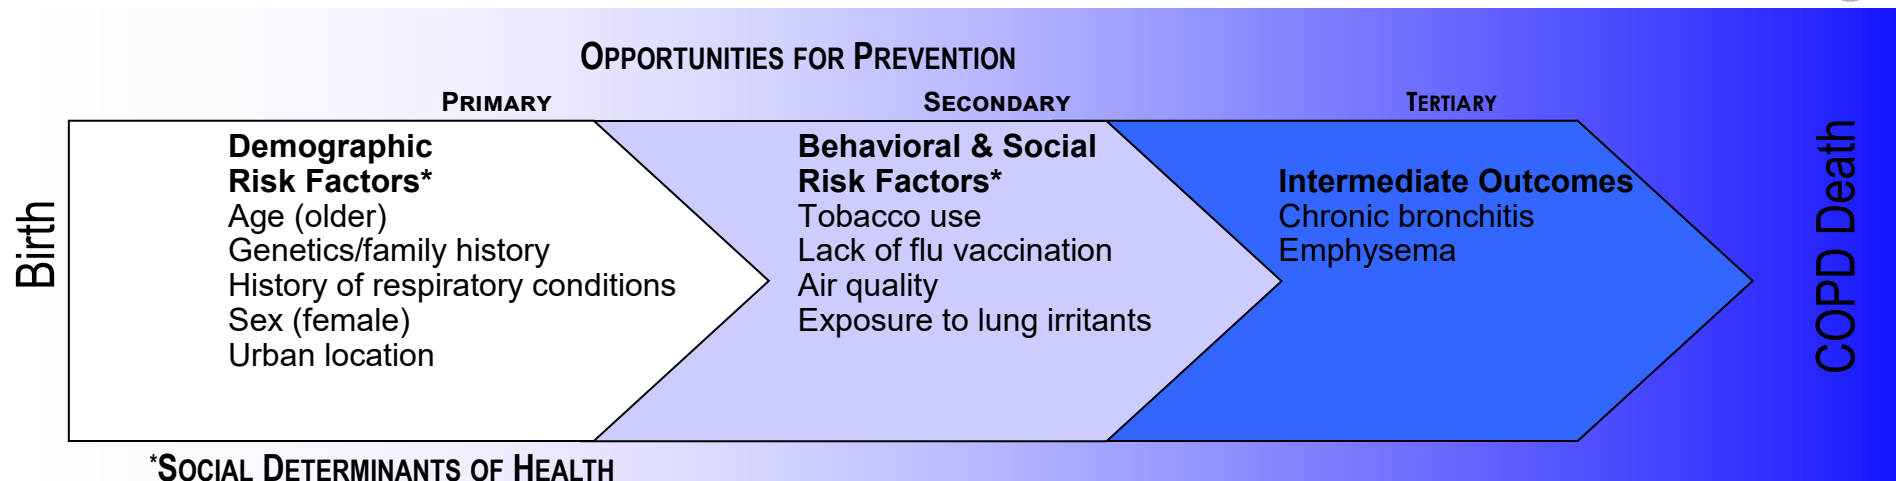 OPPORTUNITIES FOR PREVENTION
PRIMARY
SECONDARY
TERTIARY
Birth
Demographic
Risk Factors*
Age (older)
Genetics/family history
History of respiratory conditions
Sex (female)
Urban location
Behavioral & Social
Risk Factors*
Tobacco use
Lack of flu vaccination
Air quality
Exposure to lung irritants
Intermediate Outcomes
Chronic bronchitis
Emphysema
COPD Death
*SOCIAL DETERMINANTS OF HEALTH